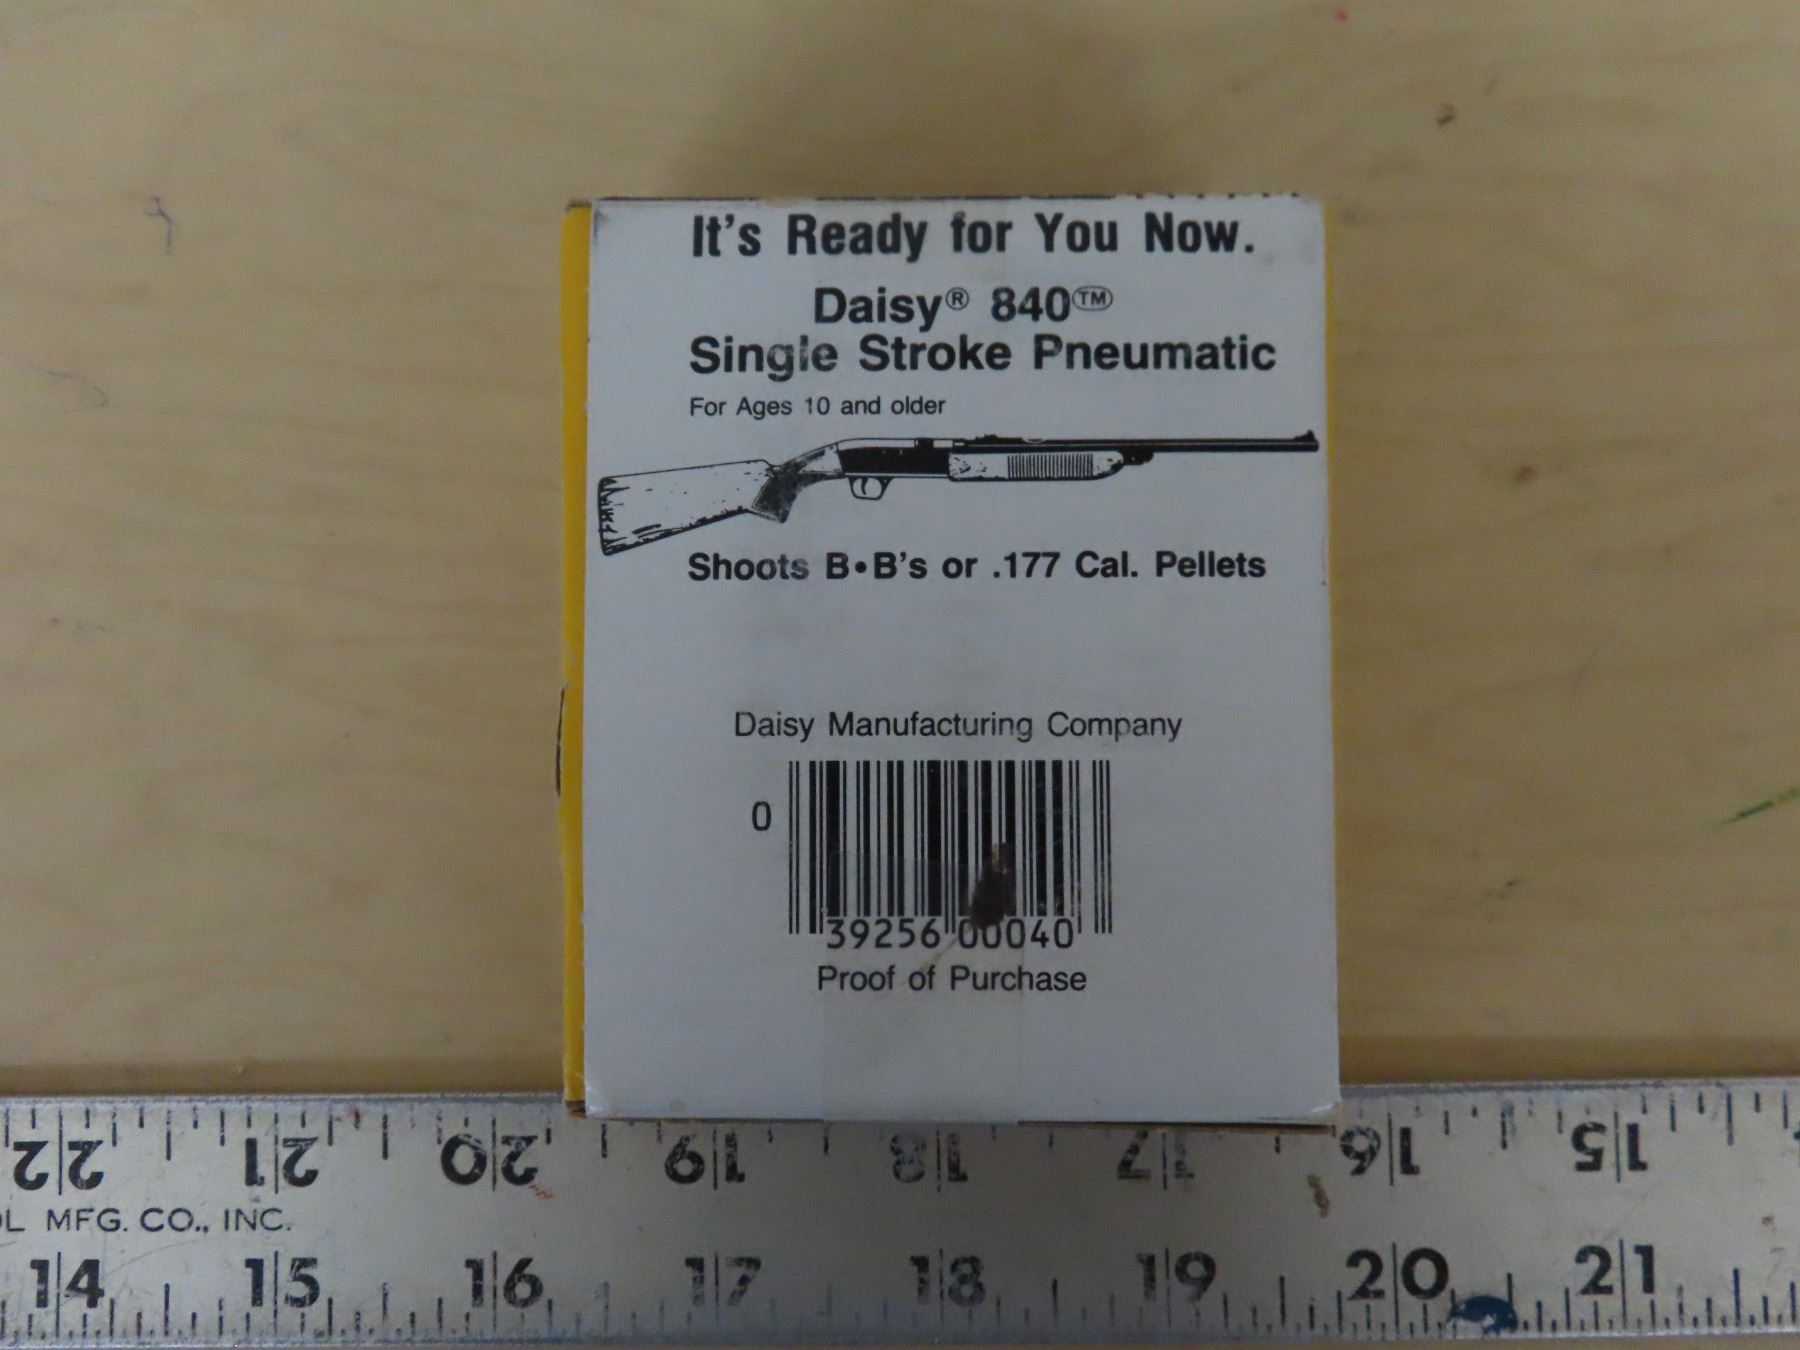 It's Ready for You Now.
Daisy® 840™
Single Stroke Pneumatic
For Ages 10 and older
Shoots B•B's or .177 Cal. Pellets
Daisy Manufacturing Company
0
39256 00040
Proof of Purchase
22 21 20 19 18 17 16 15
MFG. CO., INC.
14 15 16 17 18 19 20 21